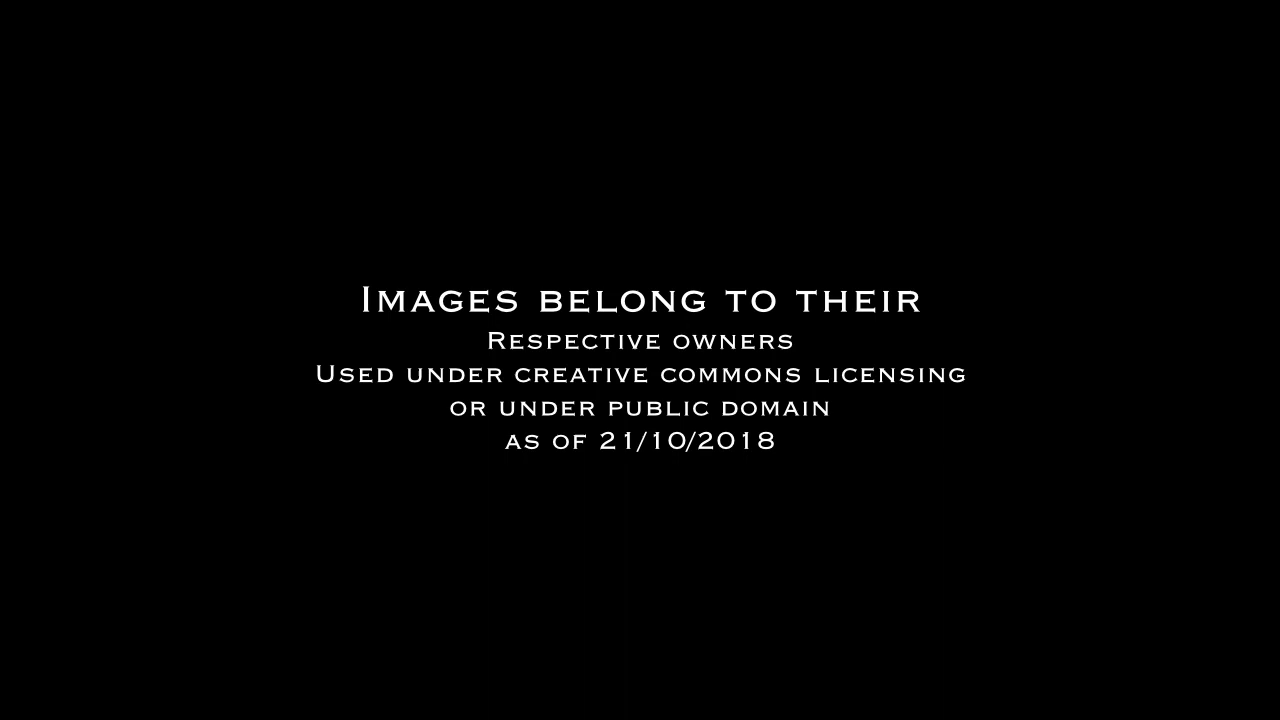 Images belong to their
Respective owners
Used under creative commons licensing
or under public domain
as of 21/10/2018